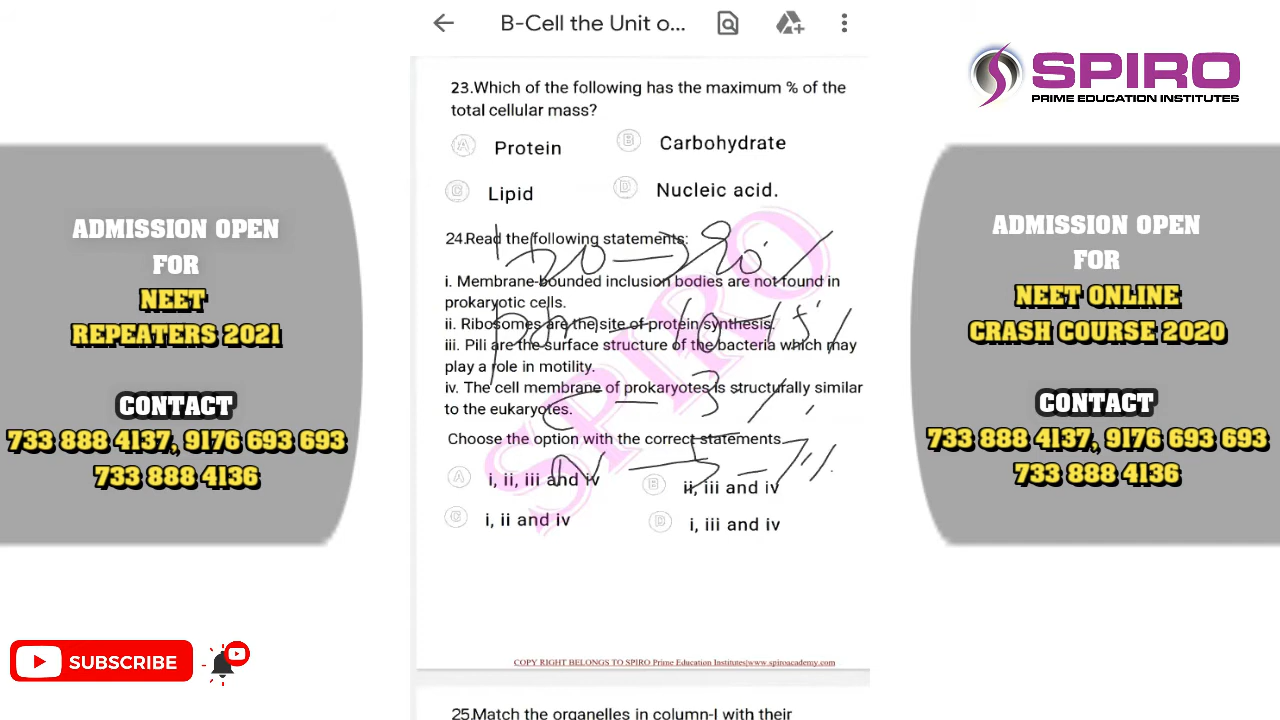 B-Cell the Unit o...
SPIRO
PRIME EDUCATION INSTITUTES
ADMISSION OPEN
FOR
NEET
REPEATERS 2021
CONTACT
733 888 4137, 9176 693 693
733 888 4136
SUBSCRIBE
23.Which of the following has the maximum % of the
total cellular mass?
A Protein B Carbohydrate
C Lipid D Nucleic acid.
24.Read the following statements:
i. Membrane-bounded inclusion bodies are not found in
prokaryotic cells.
ii. Ribosomes are the site of protein synthesis.
iii. Pili are the surface structure of the bacteria which may
play a role in motility.
iv. The cell membrane of prokaryotes is structurally similar
to the eukaryotes.
Choose the option with the correct statements
A i, ii, iii and iv B ii, iii and iv
C i, ii and iv D i, iii and iv
10 - 15 %
3 %
SPIRO
COPY RIGHT BELONGS TO SPIRO Prime Education Institutes|www.spiroacademy.com
25.Match the organelles in column-I with their
ADMISSION OPEN
FOR
NEET ONLINE
CRASH COURSE 2020
CONTACT
733 888 4137, 9176 693 693
733 888 4136